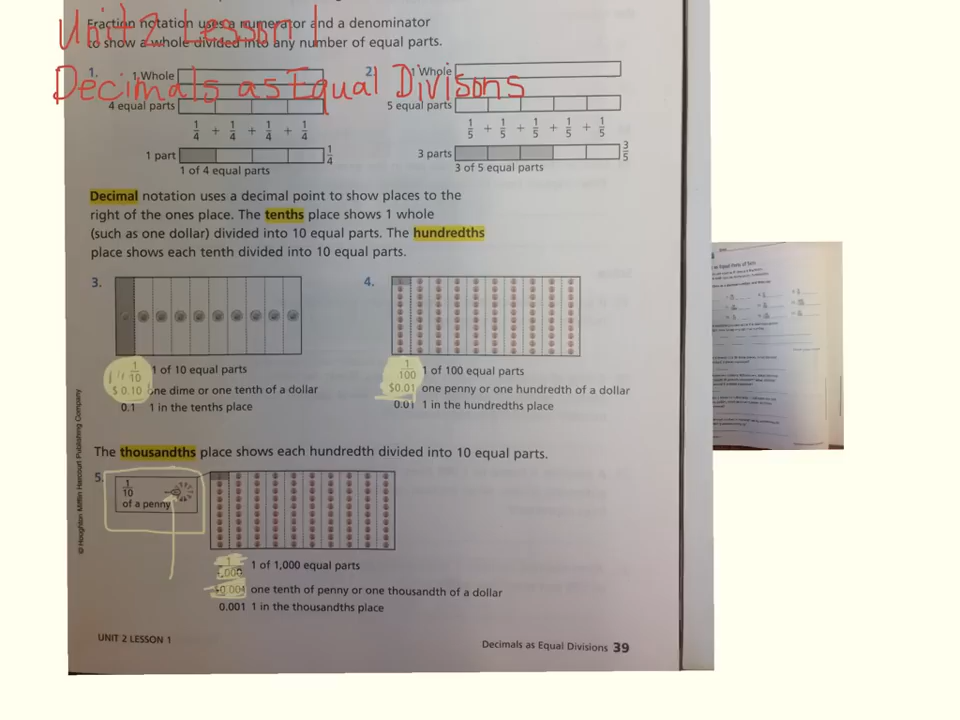 Unit 2 Lesson 1
Decimals as Equal Divisons
Fraction notation uses a numerator and a denominator
to show a whole divided into any number of equal parts.
1. 1 Whole
4 equal parts
1/4 + 1/4 + 1/4 + 1/4
1 part 1/4
1 of 4 equal parts
2. 1 Whole
5 equal parts
1/5 + 1/5 + 1/5 + 1/5 + 1/5
3 parts 3/5
3 of 5 equal parts
Decimal notation uses a decimal point to show places to the
right of the ones place. The tenths place shows 1 whole
(such as one dollar) divided into 10 equal parts. The hundredths
place shows each tenth divided into 10 equal parts.
3.
1/10 1 of 10 equal parts
$0.10 one dime or one tenth of a dollar
0.1 1 in the tenths place
4.
1/100 1 of 100 equal parts
$0.01 one penny or one hundredth of a dollar
0.01 1 in the hundredths place
The thousandths place shows each hundredth divided into 10 equal parts.
5. 1/10
of a penny
1/1,000 1 of 1,000 equal parts
$0.001 one tenth of penny or one thousandth of a dollar
0.001 1 in the thousandths place
© Houghton Mifflin Harcourt Publishing Company
UNIT 2 LESSON 1
Decimals as Equal Divisions 39